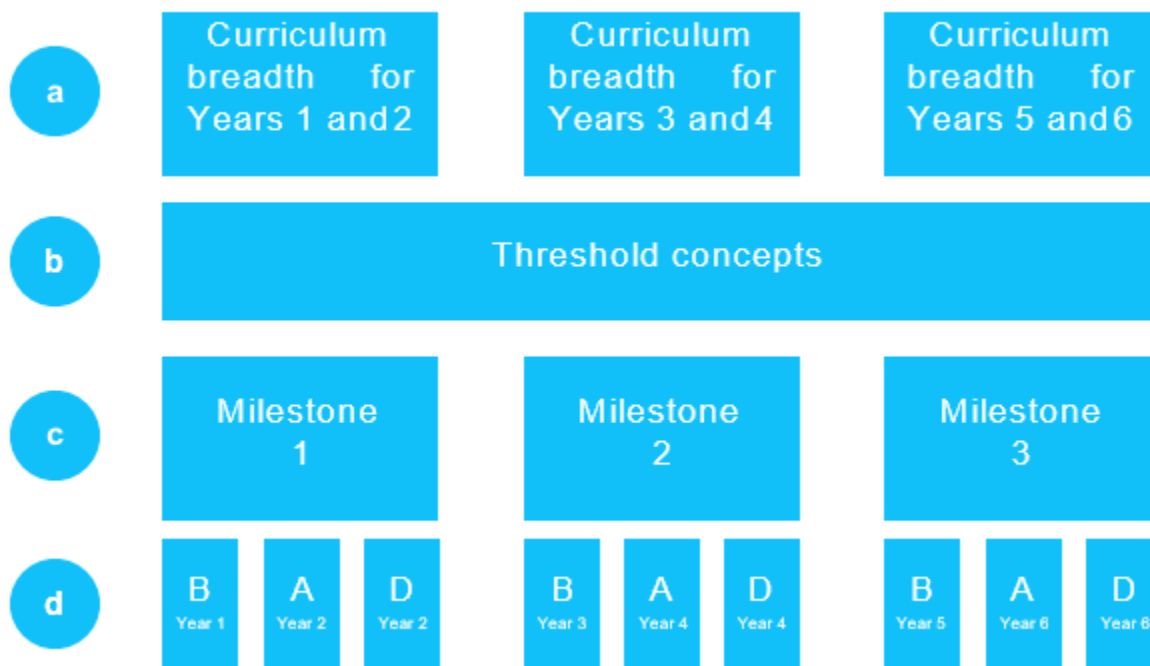 a
Curriculum
breadth for
Years 1 and 2
Curriculum
breadth for
Years 3 and 4
Curriculum
breadth for
Years 5 and 6
b
Threshold concepts
c
Milestone
1
Milestone
2
Milestone
3
d
B
Year 1
A
Year 2
D
Year 2
B
Year 3
A
Year 4
D
Year 4
B
Year 5
A
Year 6
D
Year 6